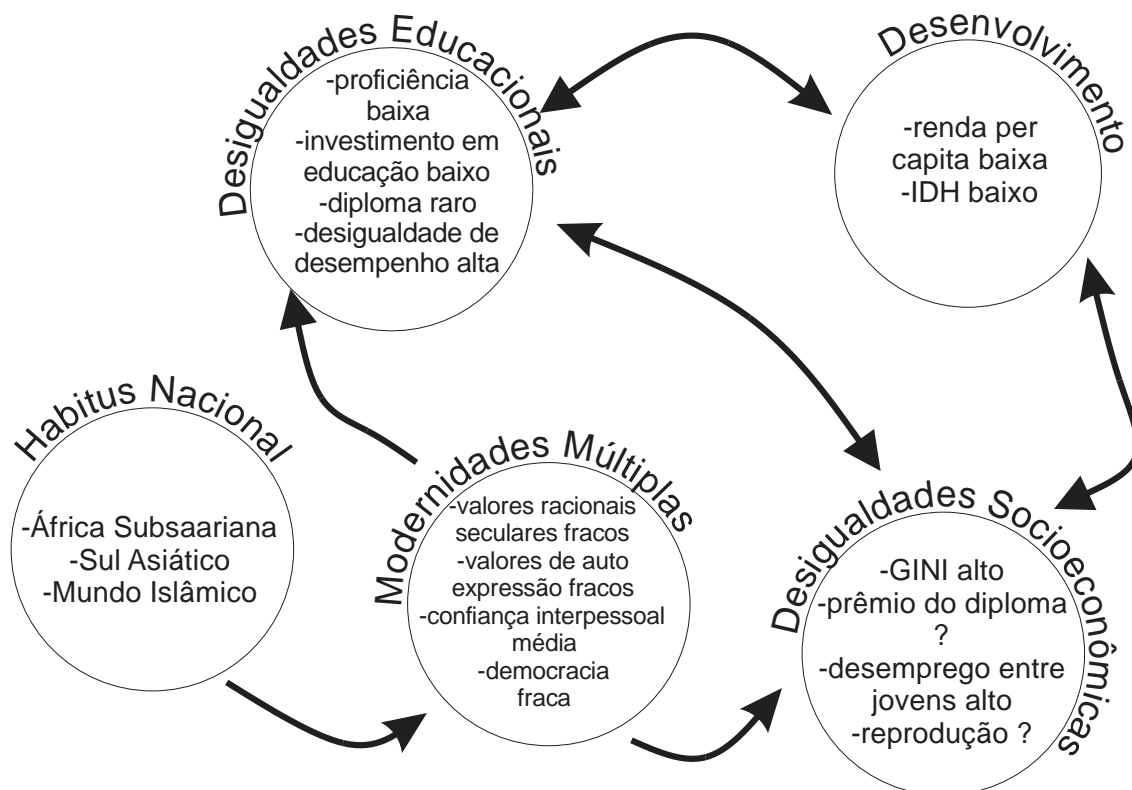 Desigualdades Educacionais
-proficiência
baixa
-investimento em
educação baixo
-diploma raro
-desigualdade de
desempenho alta
Desenvolvimento
-renda per
capita baixa
-IDH baixo
Habitus Nacional
-África Subsaariana
-Sul Asiático
-Mundo Islâmico
Modernidades Múltiplas
-valores racionais
seculares fracos
-valores de auto
expressão fracos
-confiança interpessoal
média
-democracia
fraca
Desigualdades Socioeconômicas
-GINI alto
-prêmio do diploma
?
-desemprego entre
jovens alto
-reprodução ?